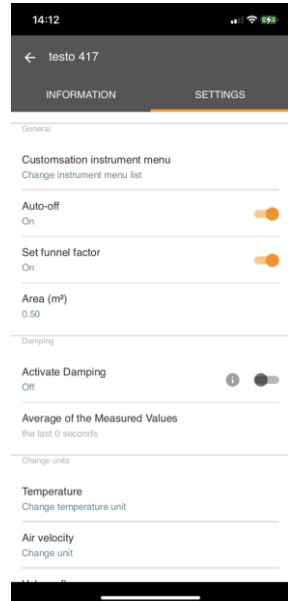 14:12
← testo 417
INFORMATION SETTINGS
General
Customsation instrument menu
Change instrument menu list
Auto-off
On
Set funnel factor
On
Area (m²)
0.50
Damping
Activate Damping
Off
Average of the Measured Values
the last 0 seconds
Change units
Temperature
Change temperature unit
Air velocity
Change unit